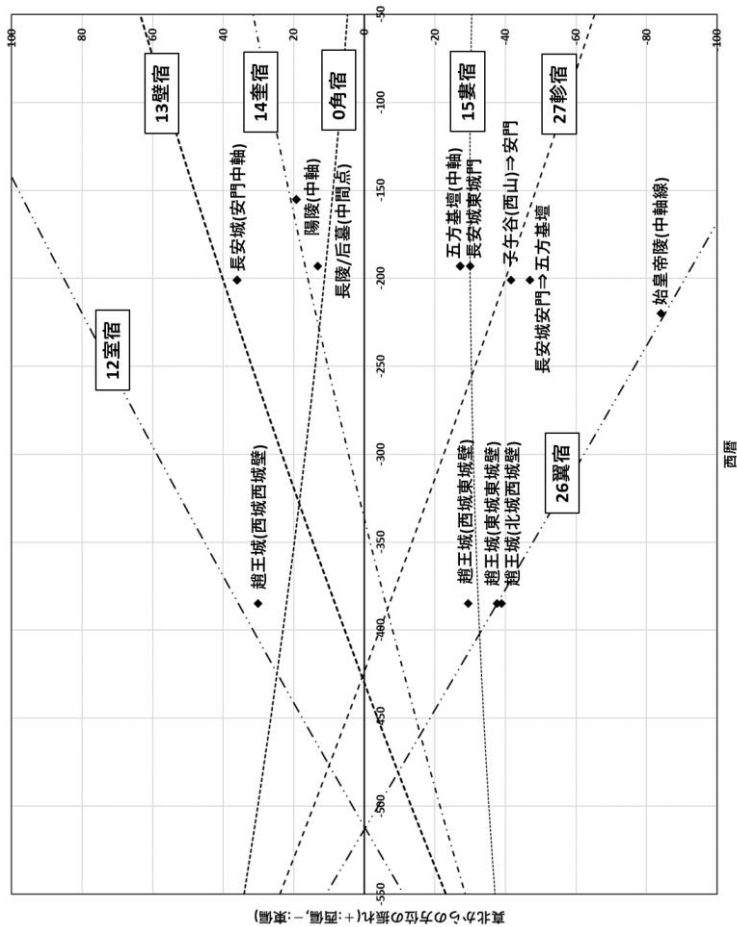 真北からの方位の振れ(＋:西偏,－:東偏)
100
80
60
40
20
0
-20
-40
-60
-80
-100
-550
-500
-450
-400
-350
-300
-250
-200
-150
-100
-50
西暦
12室宿
13壁宿
14奎宿
0角宿
15婁宿
27軫宿
26翼宿
趙王城(西城西城壁)
趙王城(西城東城壁)
趙王城(東城東城壁)
趙王城(北城西城壁)
長安城(安門中軸)
陽陵(中軸)
長陵/后墓(中間点)
五方基壇(中軸)
長安城東城門
子午谷(西山)⇒安門
長安城安門⇒五方基壇
始皇帝陵(中軸線)